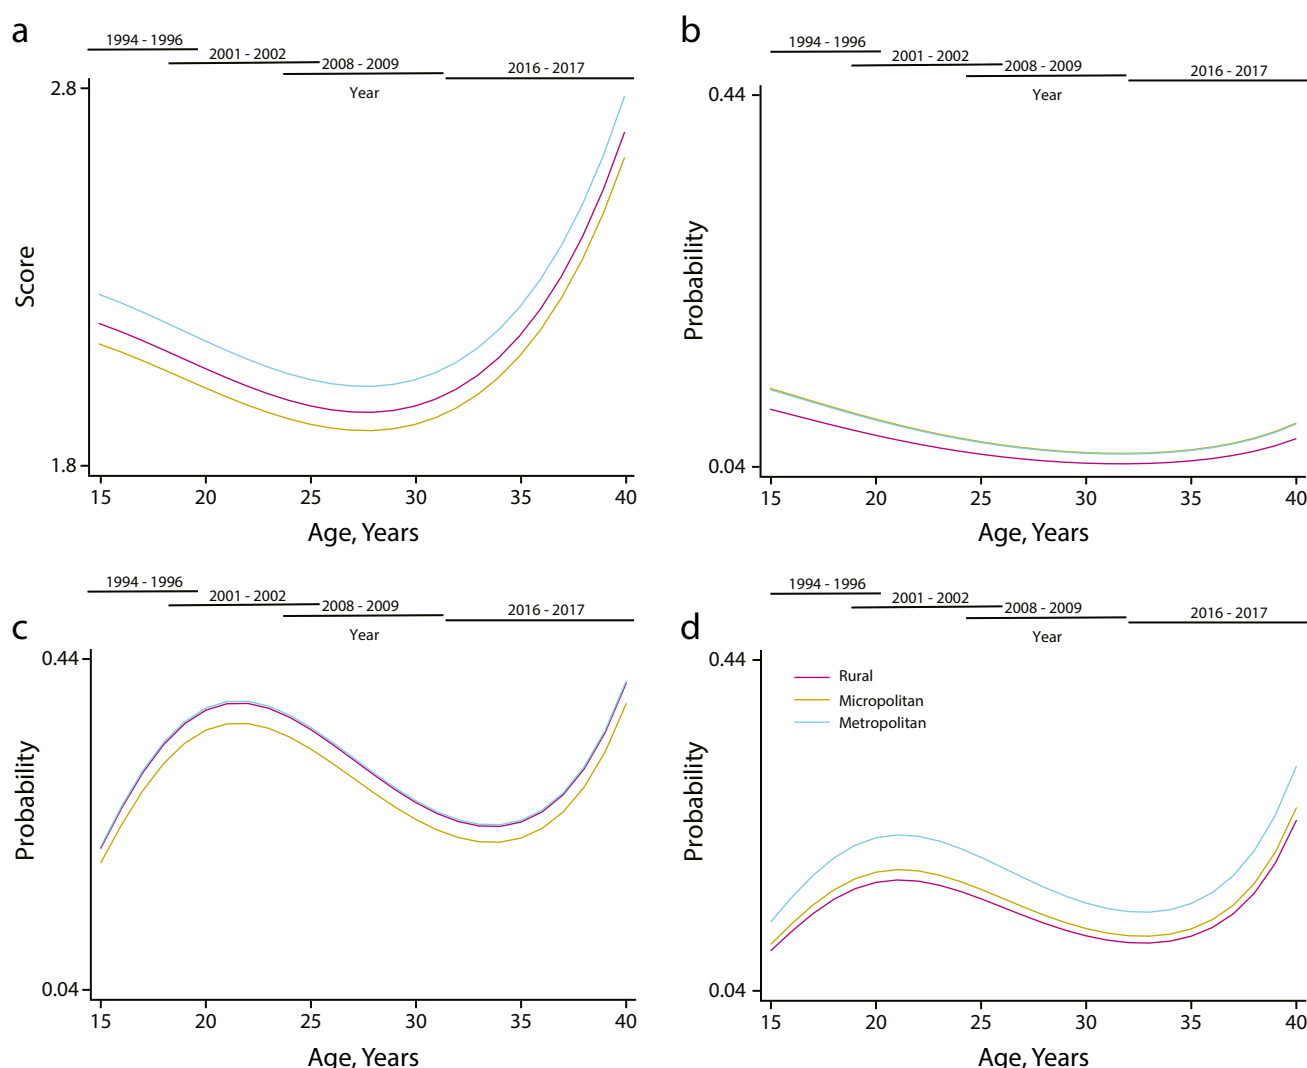 a
1994 - 1996
2001 - 2002
2008 - 2009
2016 - 2017
Year
2.8
1.8
Score
15 20 25 30 35 40
Age, Years
b
1994 - 1996
2001 - 2002
2008 - 2009
2016 - 2017
Year
0.44
0.04
Probability
15 20 25 30 35 40
Age, Years
c
1994 - 1996
2001 - 2002
2008 - 2009
2016 - 2017
Year
0.44
0.04
Probability
15 20 25 30 35 40
Age, Years
d
1994 - 1996
2001 - 2002
2008 - 2009
2016 - 2017
Year
0.44
0.04
Probability
Rural
Micropolitan
Metropolitan
15 20 25 30 35 40
Age, Years